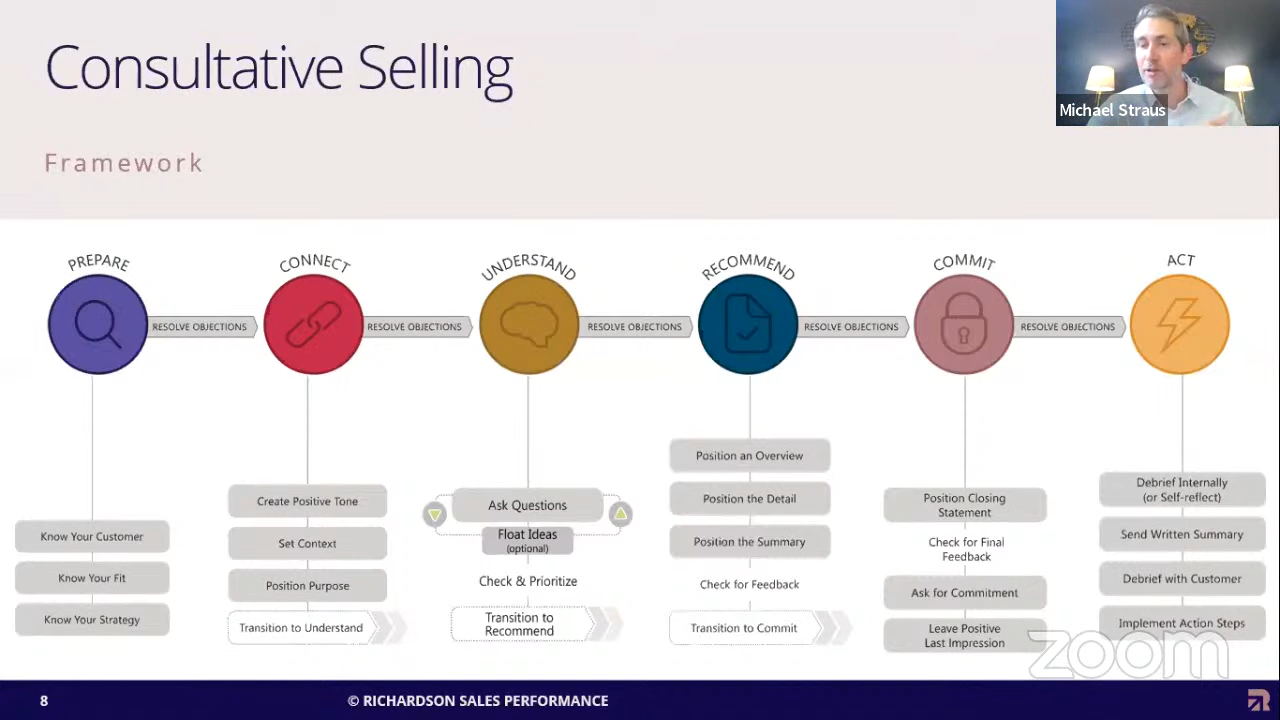 Consultative Selling
Michael Straus
Framework
PREPARE
CONNECT
UNDERSTAND
RECOMMEND
COMMIT
ACT
RESOLVE OBJECTIONS
RESOLVE OBJECTIONS
RESOLVE OBJECTIONS
RESOLVE OBJECTIONS
RESOLVE OBJECTIONS
Know Your Customer
Know Your Fit
Know Your Strategy
Create Positive Tone
Set Context
Position Purpose
Transition to Understand
Ask Questions
Float Ideas
(optional)
Check & Prioritize
Transition to
Recommend
Position an Overview
Position the Detail
Position the Summary
Check for Feedback
Transition to Commit
Position Closing
Statement
Check for Final
Feedback
Ask for Commitment
Leave Positive
Last Impression
Debrief Internally
(or Self-reflect)
Send Written Summary
Debrief with Customer
Implement Action Steps
zoom
8
© RICHARDSON SALES PERFORMANCE